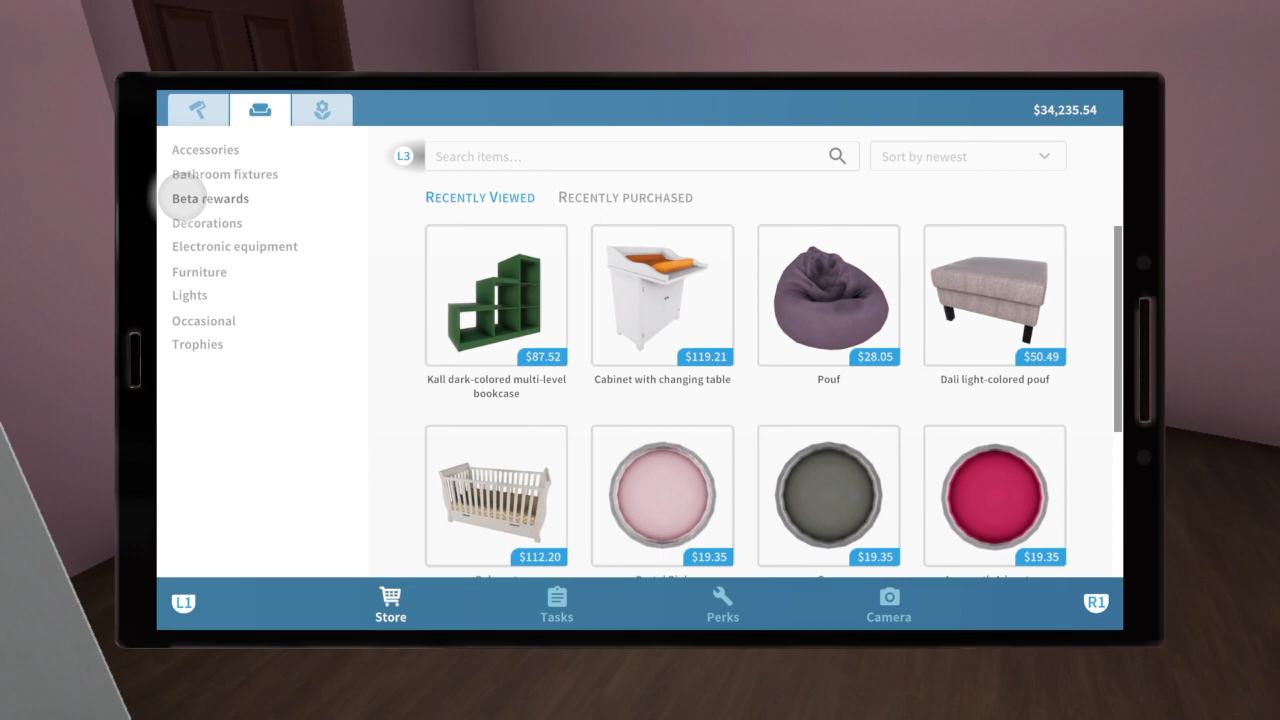 $34,235.54
Accessories
Bathroom fixtures
Beta rewards
Decorations
Electronic equipment
Furniture
Lights
Occasional
Trophies
L3
Search items...
Sort by newest
Recently Viewed
Recently purchased
$87.52
$119.21
$28.05
$50.49
Kall dark-colored multi-level
bookcase
Cabinet with changing table
Pouf
Dali light-colored pouf
$112.20
$19.35
$19.35
$19.35
L1
Store
Tasks
Perks
Camera
R1